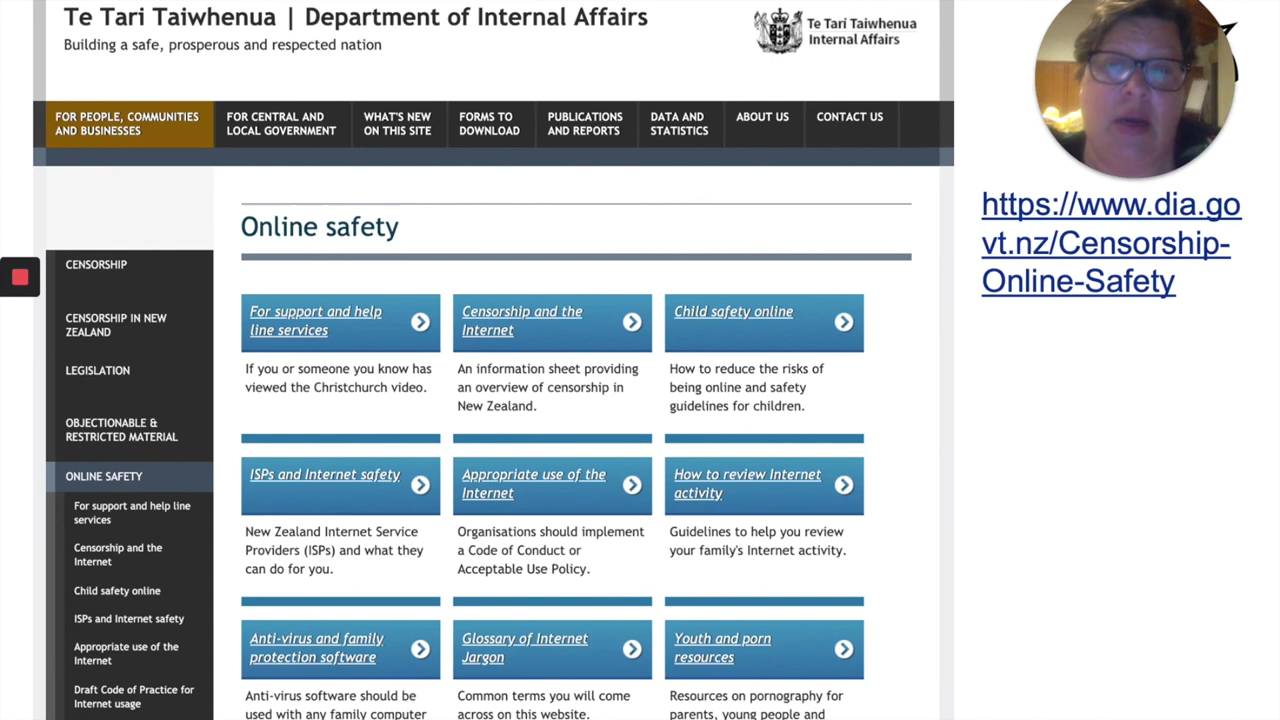 Te Tari Taiwhenua | Department of Internal Affairs
Building a safe, prosperous and respected nation
Te Tari Taiwhenua
Internal Affairs
FOR PEOPLE, COMMUNITIES
AND BUSINESSES
FOR CENTRAL AND
LOCAL GOVERNMENT
WHAT'S NEW
ON THIS SITE
FORMS TO
DOWNLOAD
PUBLICATIONS
AND REPORTS
DATA AND
STATISTICS
ABOUT US
CONTACT US
https://www.dia.go
vt.nz/Censorship-
Online-Safety
CENSORSHIP
CENSORSHIP IN NEW
ZEALAND
LEGISLATION
OBJECTIONABLE &
RESTRICTED MATERIAL
ONLINE SAFETY
For support and help line
services
Censorship and the
Internet
Child safety online
ISPs and Internet safety
Appropriate use of the
Internet
Draft Code of Practice for
Internet usage
Online safety
For support and help
line services
If you or someone you know has
viewed the Christchurch video.
Censorship and the
Internet
An information sheet providing
an overview of censorship in
New Zealand.
Child safety online
How to reduce the risks of
being online and safety
guidelines for children.
ISPs and Internet safety
New Zealand Internet Service
Providers (ISPs) and what they
can do for you.
Appropriate use of the
Internet
Organisations should implement
a Code of Conduct or
Acceptable Use Policy.
How to review Internet
activity
Guidelines to help you review
your family's Internet activity.
Anti-virus and family
protection software
Anti-virus software should be
used with any family computer
Glossary of Internet
Jargon
Common terms you will come
across on this website.
Youth and porn
resources
Resources on pornography for
parents, young people and